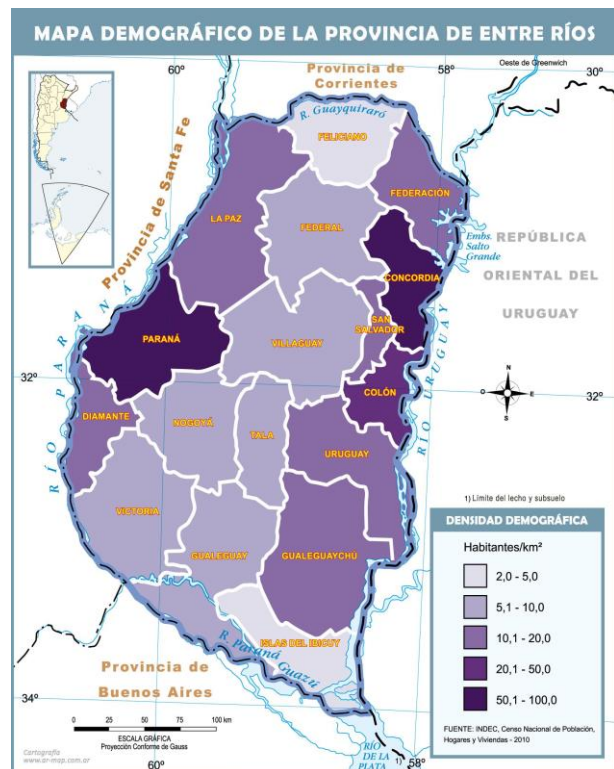 MAPA DEMOGRÁFICO DE LA PROVINCIA DE ENTRE RÍOS
60°
Provincia de
Corrientes
58°
Oeste de Greenwich
30°
R. Guayquiraró
FELICIANO
Provincia de Santa Fe
FEDERACIÓN
LA PAZ
FEDERAL
Embs.
Salto
Grande
REPÚBLICA
ORIENTAL DEL
URUGUAY
CONCORDIA
RÍO PARANÁ
PARANÁ
SAN
SALVADOR
VILLAGUAY
RÍO URUGUAY
32°
COLÓN
N
O
E
S
32°
DIAMANTE
NOGOYÁ
TALA
URUGUAY
VICTORIA
GUALEGUAY
GUALEGUAYCHÚ
1) Límite del lecho y subsuelo
DENSIDAD DEMOGRÁFICA
Habitantes/km²
2,0 - 5,0
5,1 - 10,0
10,1 - 20,0
20,1 - 50,0
50,1 - 100,0
FUENTE: INDEC, Censo Nacional de Población,
Hogares y Viviendas - 2010
ISLAS DEL IBICUY
R. Paraná Guazú
Provincia de
Buenos Aires
34°
0 25 50 75 100 km
ESCALA GRÁFICA
Proyección Conforme de Gauss
Cartografía
www.ar-map.com.ar
60°
RÍO
DE LA
PLATA
1)
58°